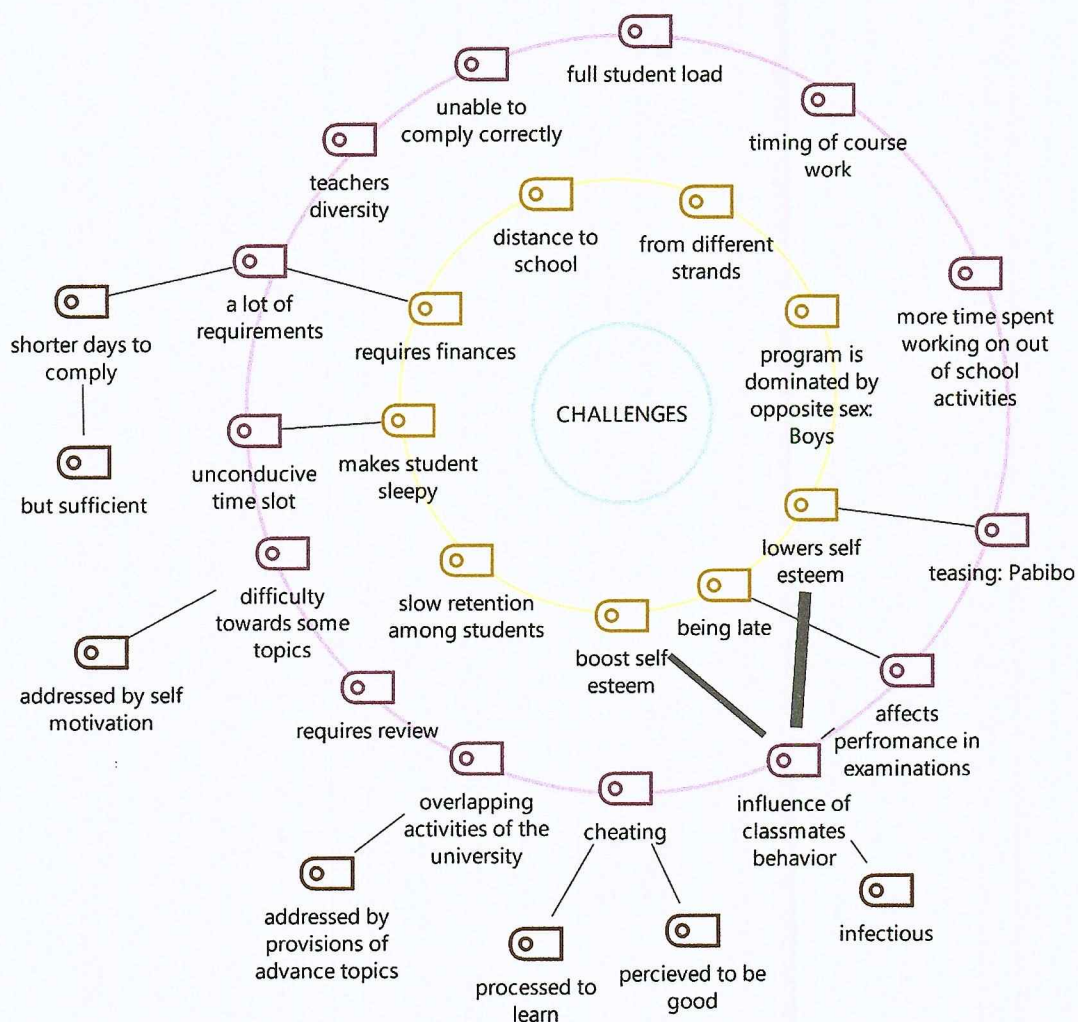 full student load
unable to
comply correctly
timing of course
work
teachers
diversity
distance to
school
from different
strands
a lot of
requirements
shorter days to
comply
requires finances
more time spent
working on out
of school
activities
program is
dominated by
opposite sex:
Boys
CHALLENGES
but sufficient
unconducive
time slot
makes student
sleepy
lowers self
esteem
teasing: Pabibo
difficulty
towards some
topics
slow retention
among students
being late
boost self
esteem
addressed by self
motivation
requires review
affects
perfromance in
examinations
overlapping
activities of the
university
cheating
influence of
classmates
behavior
addressed by
provisions of
advance topics
infectious
processed to
learn
percieved to be
good